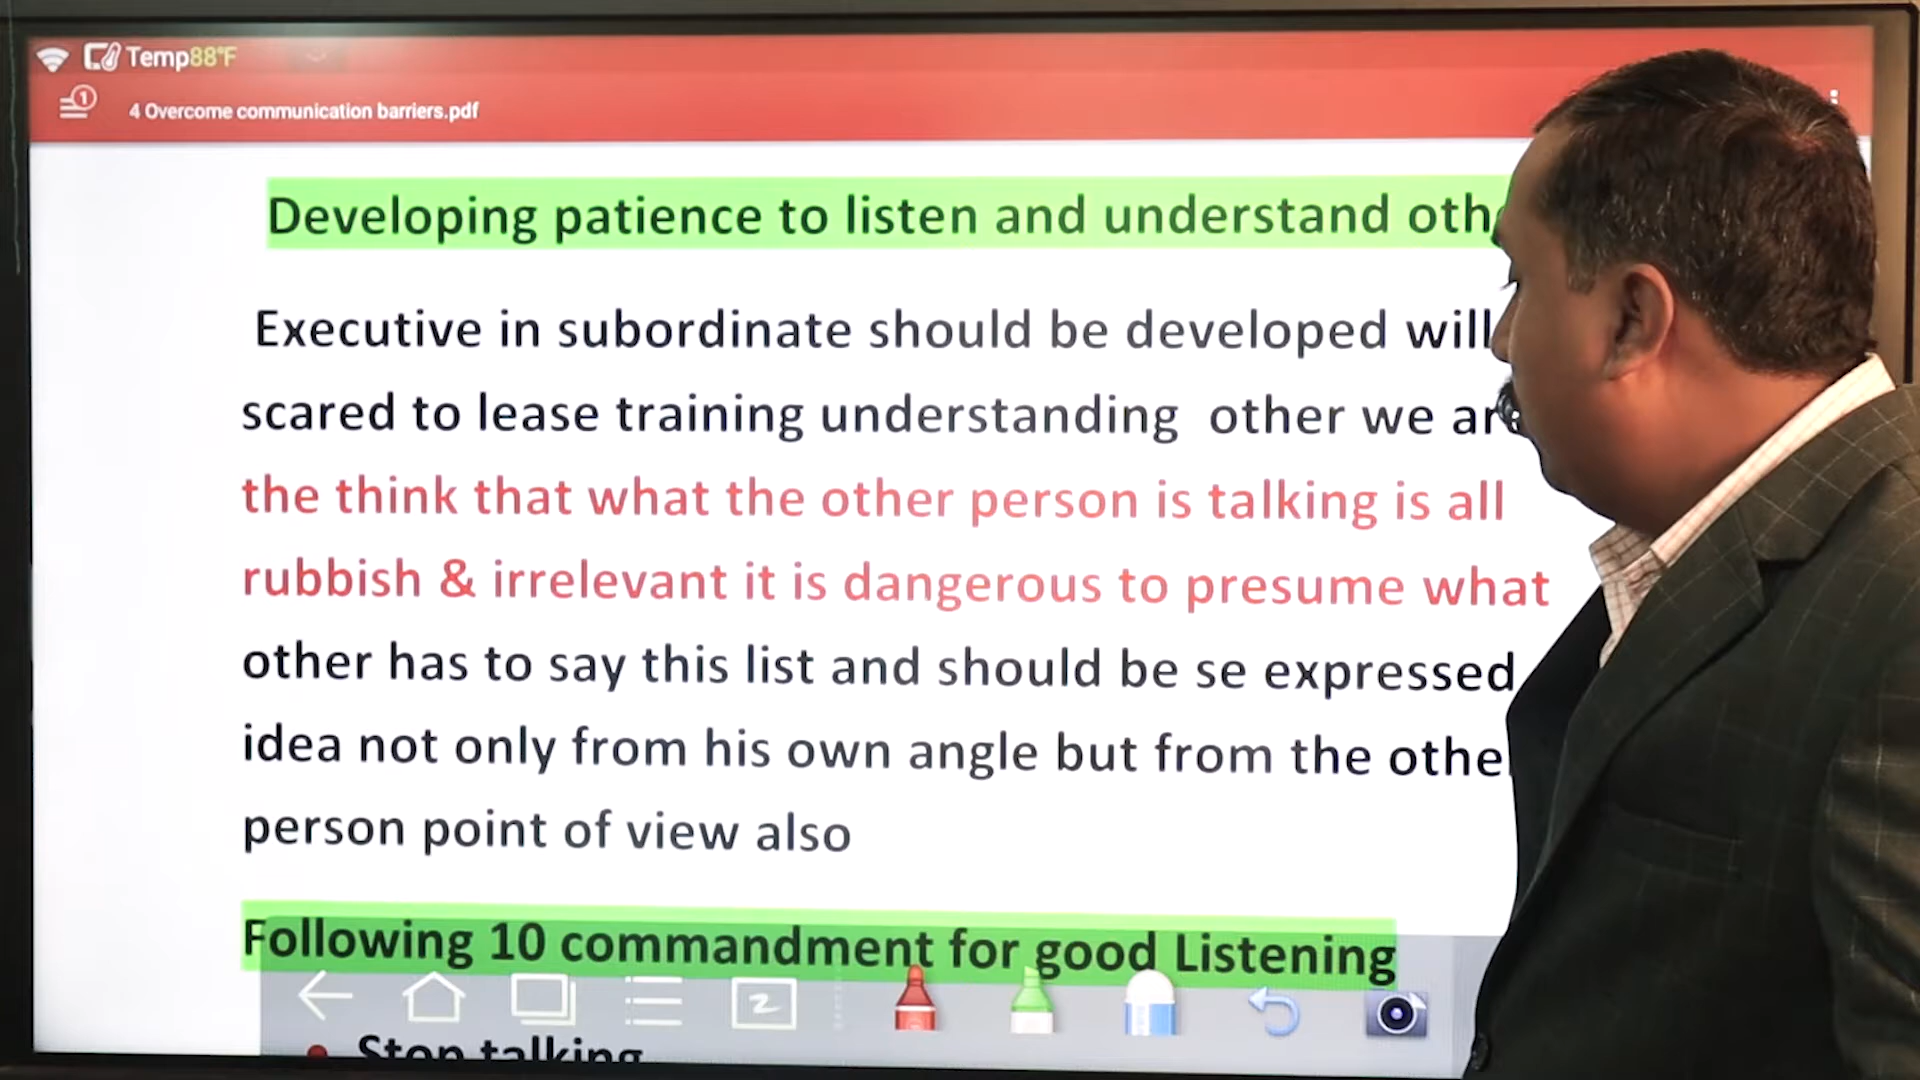 Temp88°F
1
4 Overcome communication barriers.pdf
Developing patience to listen and understand
Executive in subordinate should be developed will
scared to lease training understanding other we are
the think that what the other person is talking is all
rubbish & irrelevant it is dangerous to presume what
other has to say this list and should be se expressed
idea not only from his own angle but from the other
person point of view also
Following 10 commandment for good Listening
2
Stop talking